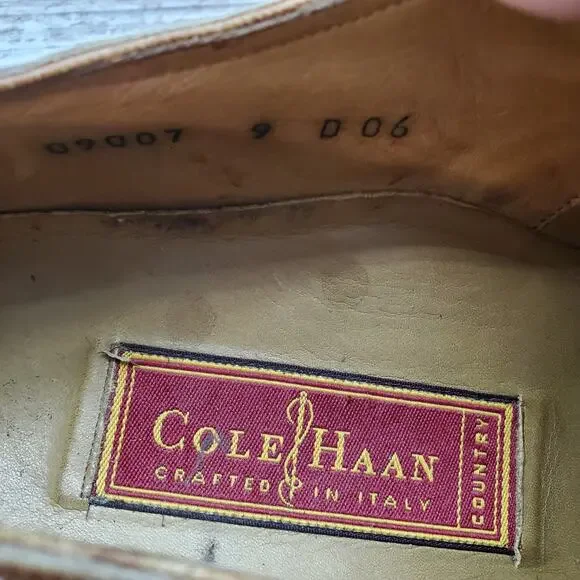 09007 9 D 06
COLE HAAN
CRAFTED IN ITALY
COUNTRY